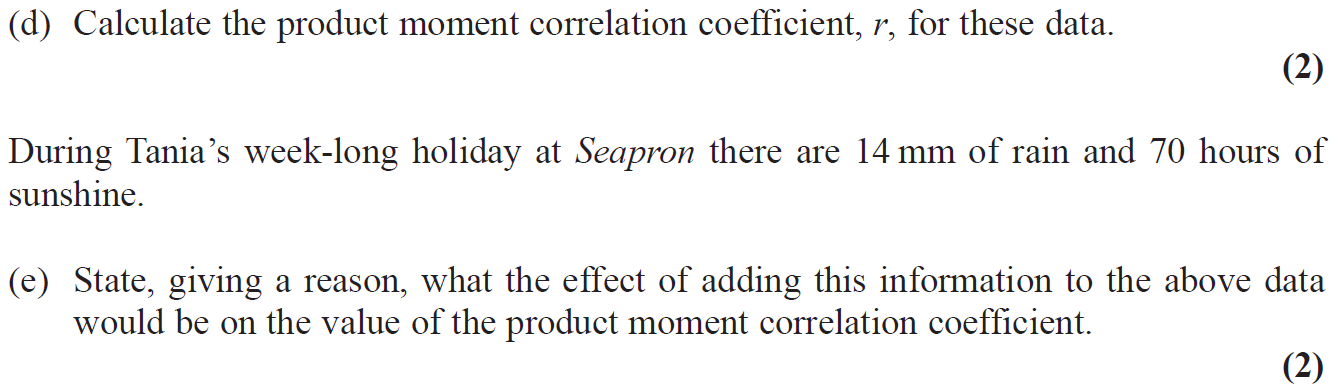 (d) Calculate the product moment correlation coefficient, r, for these data.
(2)
During Tania’s week-long holiday at Seapron there are 14 mm of rain and 70 hours of
sunshine.
(e) State, giving a reason, what the effect of adding this information to the above data
would be on the value of the product moment correlation coefficient.
(2)